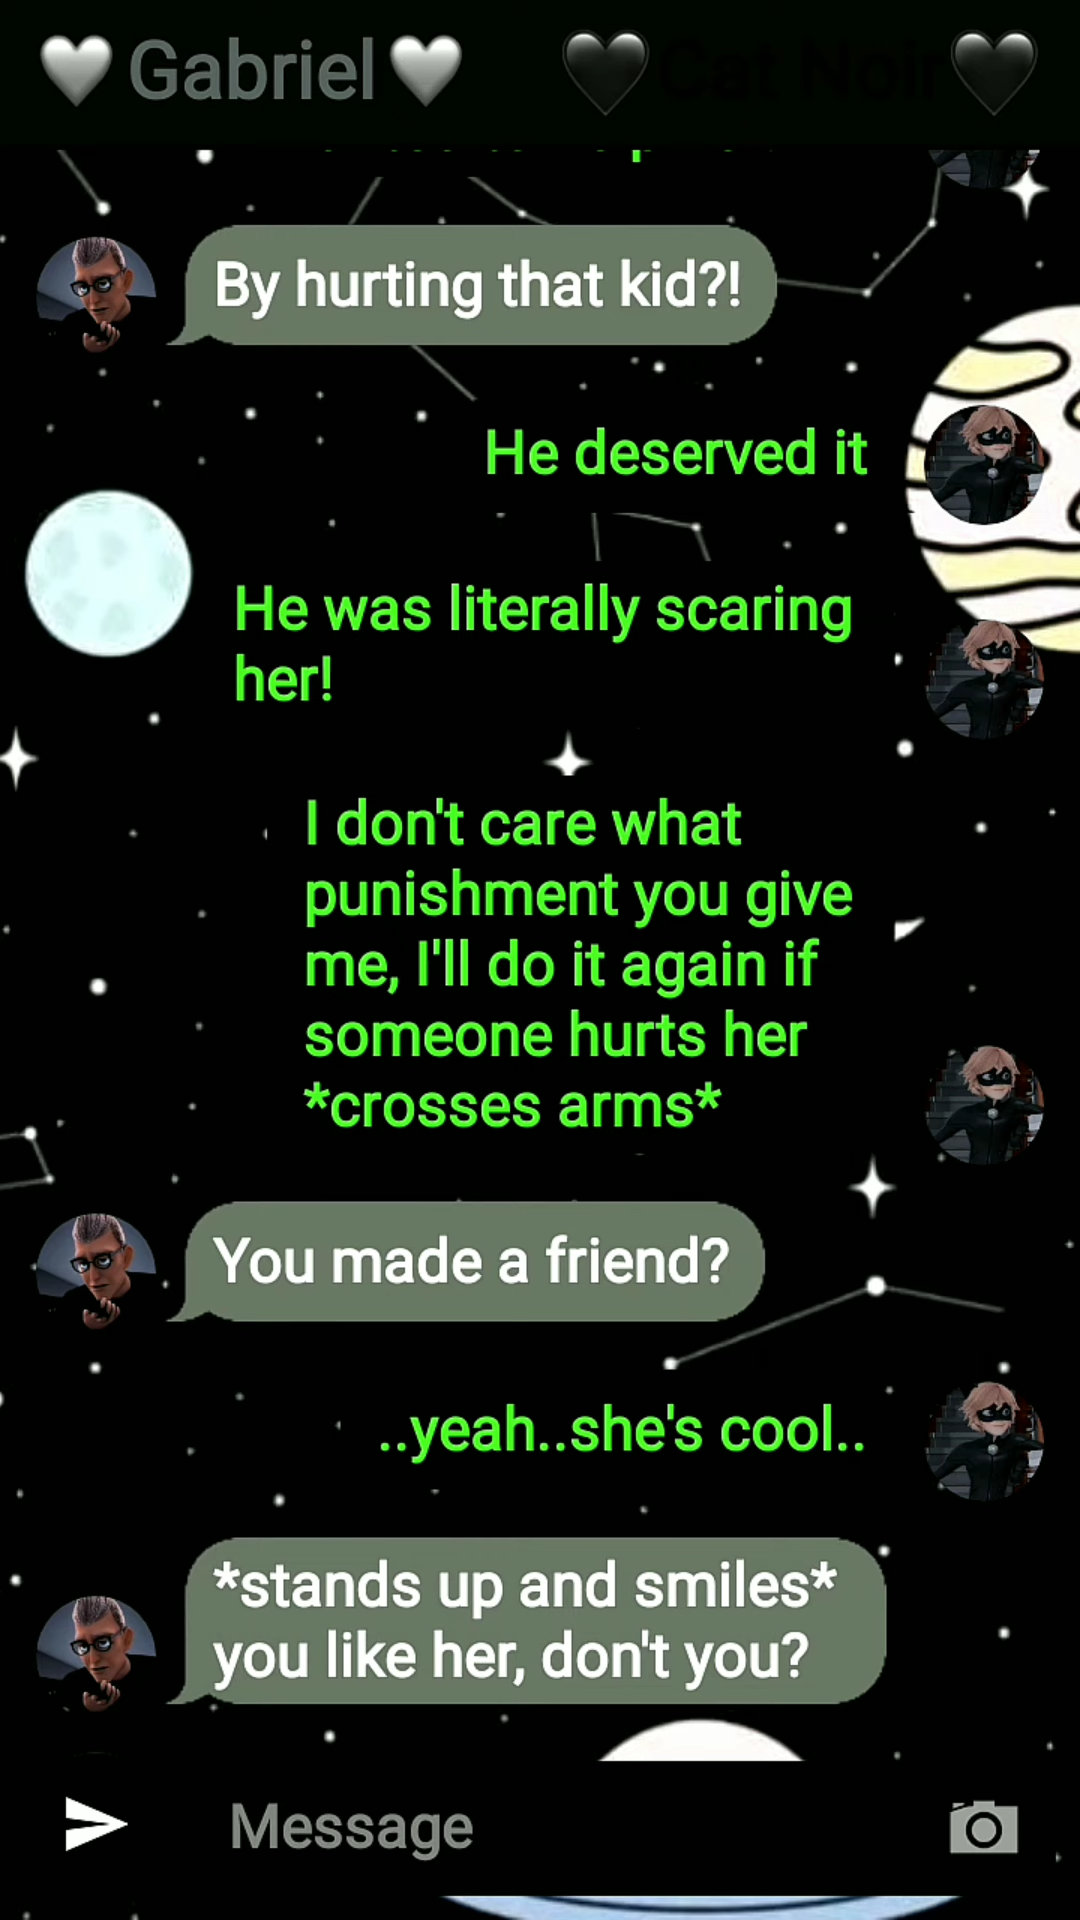 🤍Gabriel🤍 🖤Cat Noir🖤
By hurting that kid?!
He deserved it
He was literally scaring
her!
I don't care what
punishment you give
me, I'll do it again if
someone hurts her
*crosses arms*
You made a friend?
..yeah..she's cool..
*stands up and smiles*
you like her, don't you?
Message